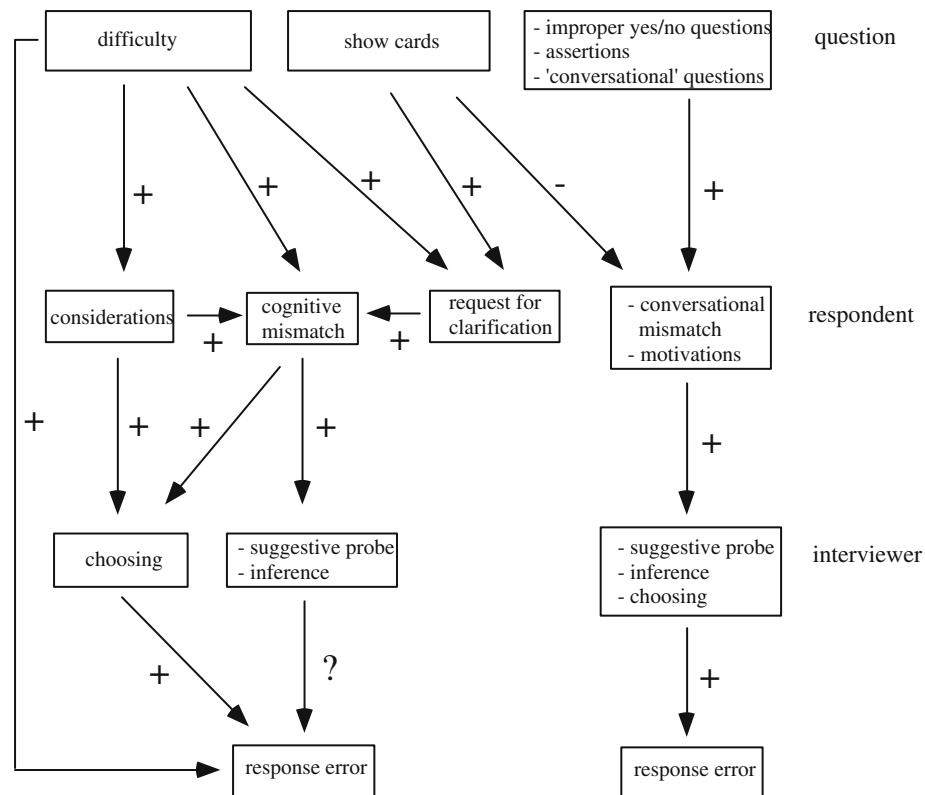 difficulty
show cards
- improper yes/no questions
- assertions
- 'conversational' questions
question
+
+
+
+
-
+
considerations
cognitive
mismatch
request for
clarification
- conversational
mismatch
- motivations
respondent
+
+
+
+
+
+
+
choosing
- suggestive probe
- inference
- suggestive probe
- inference
- choosing
interviewer
+
?
+
response error
response error